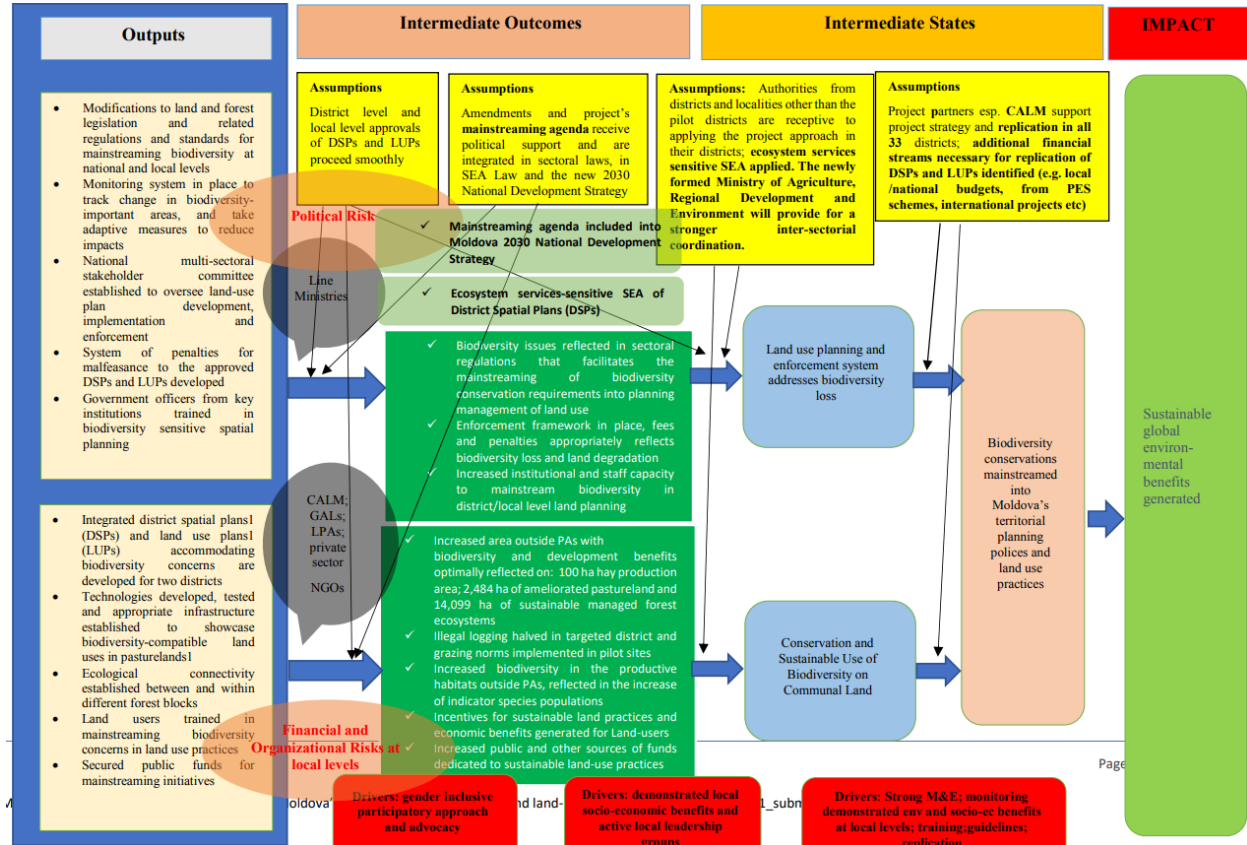 Outputs
Intermediate Outcomes
Intermediate States
IMPACT
• Modifications to land and forest
legislation and related
regulations and standards for
mainstreaming biodiversity at
national and local levels
• Monitoring system in place to
track change in biodiversity-
important areas, and take
adaptive measures to reduce
impacts
• National multi-sectoral
stakeholder committee
established to oversee land-use
plan development,
implementation and
enforcement
• System of penalties for
malfeasance to the approved
DSPs and LUPs developed
• Government officers from key
institutions trained in
biodiversity sensitive spatial
planning
• Integrated district spatial plans1
(DSPs) and land use plans1
(LUPs) accommodating
biodiversity concerns are
developed for two districts
• Technologies developed, tested
and appropriate infrastructure
established to showcase
biodiversity-compatible land
uses in pasturelands1
• Ecological connectivity
established between and within
different forest blocks
• Land users trained in
mainstreaming biodiversity
concerns in land use practices
• Secured public funds for
mainstreaming initiatives
Assumptions
District level and
local level approvals
of DSPs and LUPs
proceed smoothly
Assumptions
Amendments and project's
mainstreaming agenda receive
political support and are
integrated in sectoral laws, in
SEA Law and the new 2030
National Development Strategy
Assumptions: Authorities from
districts and localities other than the
pilot districts are receptive to
applying the project approach in
their districts; ecosystem services
sensitive SEA applied. The newly
formed Ministry of Agriculture,
Regional Development and
Environment will provide for a
stronger inter-sectorial
coordination.
Assumptions
Project partners esp. CALM support
project strategy and replication in all
33 districts; additional financial
streams necessary for replication of
DSPs and LUPs identified (e.g. local
/national budgets, from PES
schemes, international projects etc)
Political Risk
Line
Ministries
✓ Mainstreaming agenda included into
Moldova 2030 National Development
Strategy
✓ Ecosystem services-sensitive SEA of
District Spatial Plans (DSPs)
✓ Biodiversity issues reflected in sectoral
regulations that facilitates the
mainstreaming of biodiversity
conservation requirements into planning
management of land use
✓ Enforcement framework in place, fees
and penalties appropriately reflects
biodiversity loss and land degradation
✓ Increased institutional and staff capacity
to mainstream biodiversity in
district/local level land planning
CALM;
GALs;
LPAs;
private
sector
NGOs
✓ Increased area outside PAs with
biodiversity and development benefits
optimally reflected on: 100 ha hay production
area; 2,484 ha of ameliorated pastureland and
14,099 ha of sustainable managed forest
ecosystems
✓ Illegal logging halved in targeted district and
grazing norms implemented in pilot sites
✓ Increased biodiversity in the productive
habitats outside PAs, reflected in the increase
of indicator species populations
✓ Incentives for sustainable land practices and
economic benefits generated for Land-users
✓ Increased public and other sources of funds
dedicated to sustainable land-use practices
Financial and
Organizational Risks at
local levels
Land use planning and
enforcement system
addresses biodiversity
loss
Conservation and
Sustainable Use of
Biodiversity on
Communal Land
Biodiversity
conservations
mainstreamed
into
Moldova's
territorial
planning
polices and
land use
practices
Sustainable
global
environ-
mental
benefits
generated
Page
oldova' nd land- 1_subm
Drivers: gender inclusive
participatory approach
and advocacy
Drivers: demonstrated local
socio-economic benefits and
active local leadership
groups
Drivers: Strong M&E; monitoring
demonstrated env and socio-ec benefits
at local levels; training;guidelines;
replication